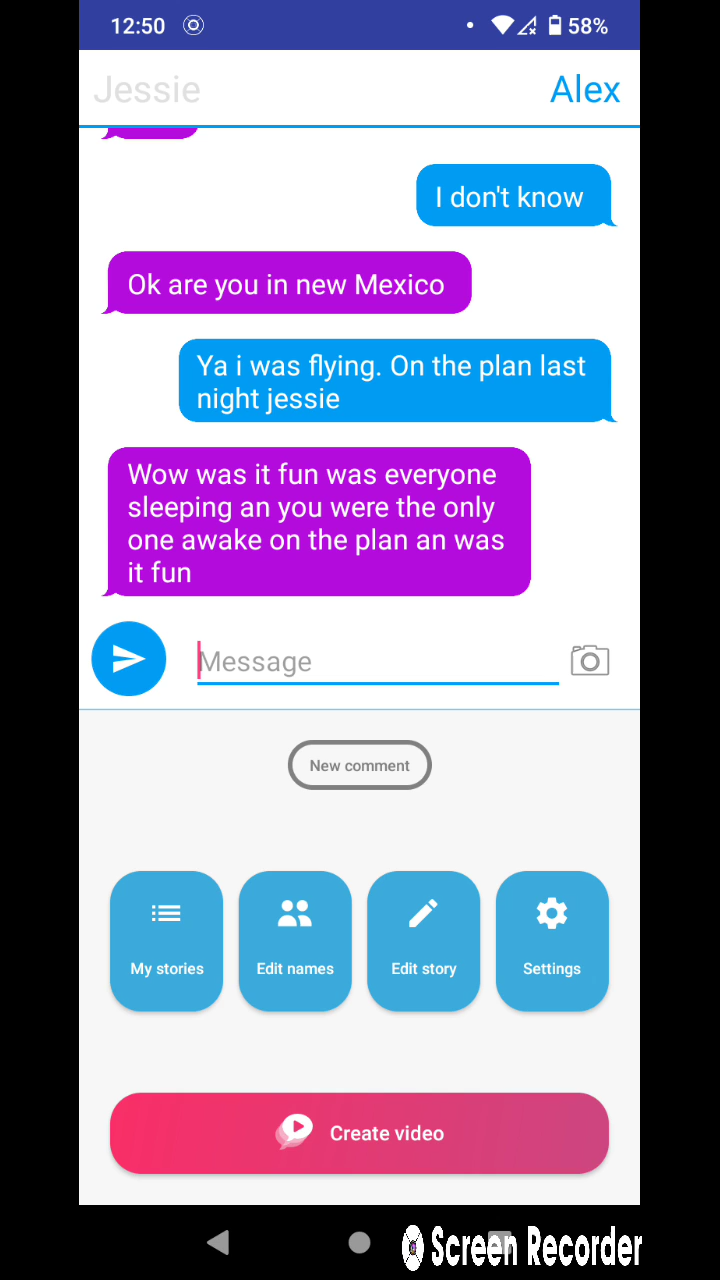 12:50 58%
Jessie Alex
I don't know
Ok are you in new Mexico
Ya i was flying. On the plan last
night jessie
Wow was it fun was everyone
sleeping an you were the only
one awake on the plan an was
it fun
Message
New comment
My stories Edit names Edit story Settings
Create video
Screen Recorder